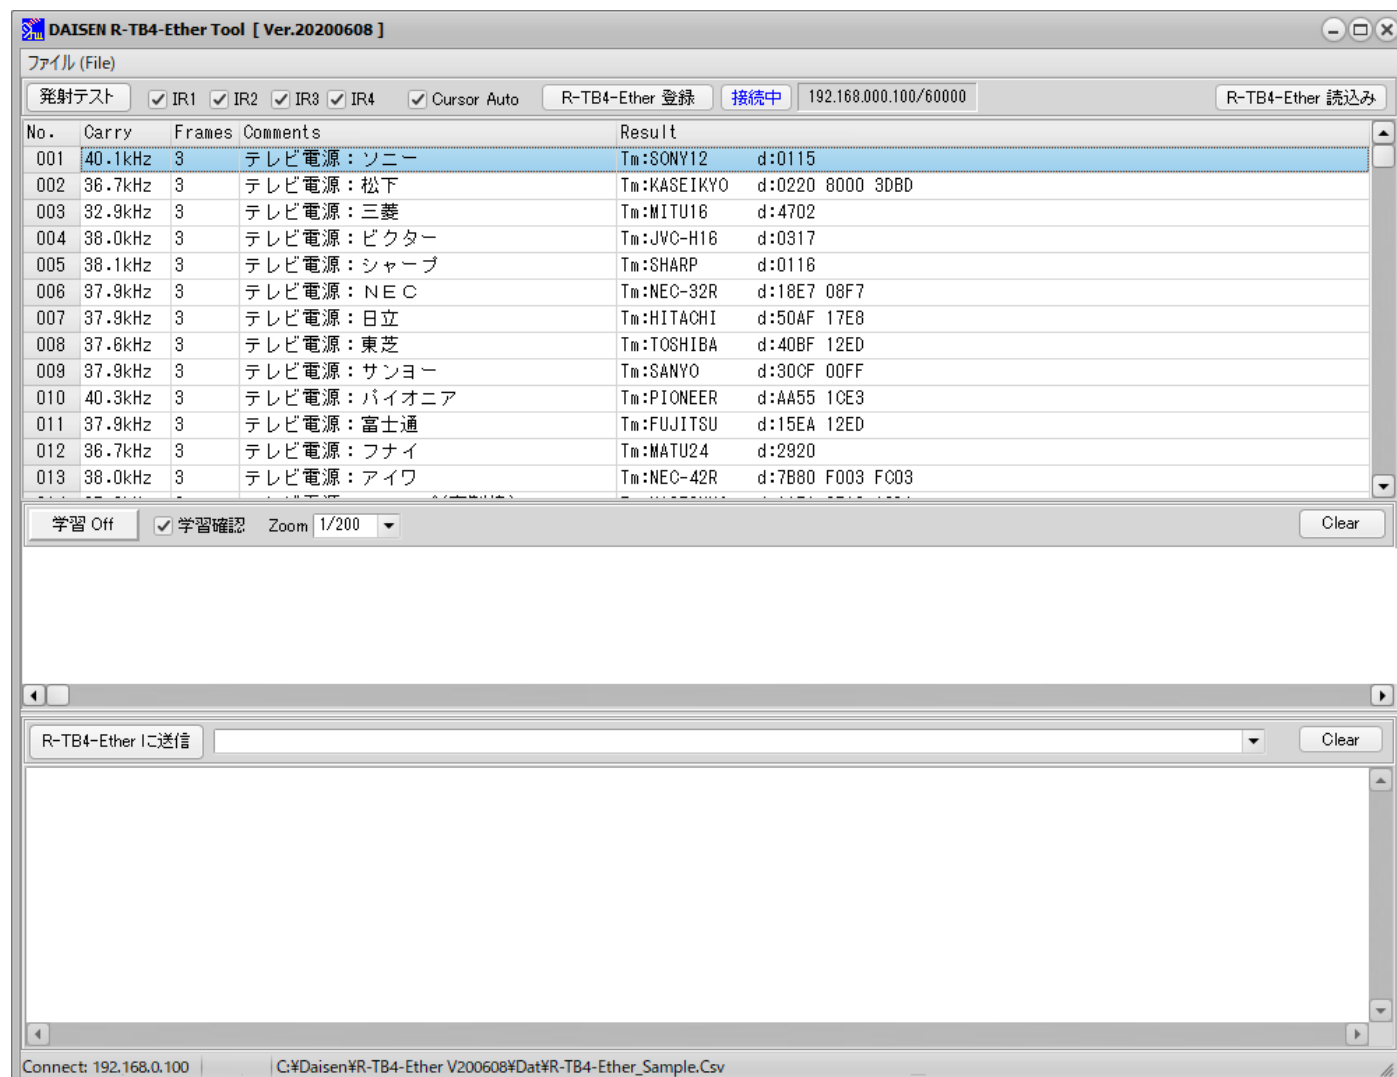 DAISEN R-TB4-Ether Tool [ Ver.20200608 ]
ファイル (File)
発射テスト IR1 IR2 IR3 IR4 Cursor Auto R-TB4-Ether 登録 接続中 192.168.000.100/60000 R-TB4-Ether 読込み
No. Carry Frames Comments Result
001 40.1kHz 3 テレビ電源：ソニー Tm:SONY12 d:0115
002 36.7kHz 3 テレビ電源：松下 Tm:KASEIKYO d:0220 8000 3DBD
003 32.9kHz 3 テレビ電源：三菱 Tm:MITU16 d:4702
004 38.0kHz 3 テレビ電源：ビクター Tm:JVC-H16 d:0317
005 38.1kHz 3 テレビ電源：シャープ Tm:SHARP d:0116
006 37.9kHz 3 テレビ電源：ＮＥＣ Tm:NEC-32R d:18E7 08F7
007 37.9kHz 3 テレビ電源：日立 Tm:HITACHI d:50AF 17E8
008 37.6kHz 3 テレビ電源：東芝 Tm:TOSHIBA d:40BF 12ED
009 37.9kHz 3 テレビ電源：サンヨー Tm:SANYO d:30CF 00FF
010 40.3kHz 3 テレビ電源：パイオニア Tm:PIONEER d:AA55 1CE3
011 37.9kHz 3 テレビ電源：富士通 Tm:FUJITSU d:15EA 12ED
012 36.7kHz 3 テレビ電源：フナイ Tm:MATU24 d:2920
013 38.0kHz 3 テレビ電源：アイワ Tm:NEC-42R d:7B80 F003 FC03
学習 Off 学習確認 Zoom 1/200 Clear
R-TB4-Ether に送信 Clear
Connect: 192.168.0.100 C:¥Daisen¥R-TB4-Ether V200608¥Dat¥R-TB4-Ether_Sample.Csv